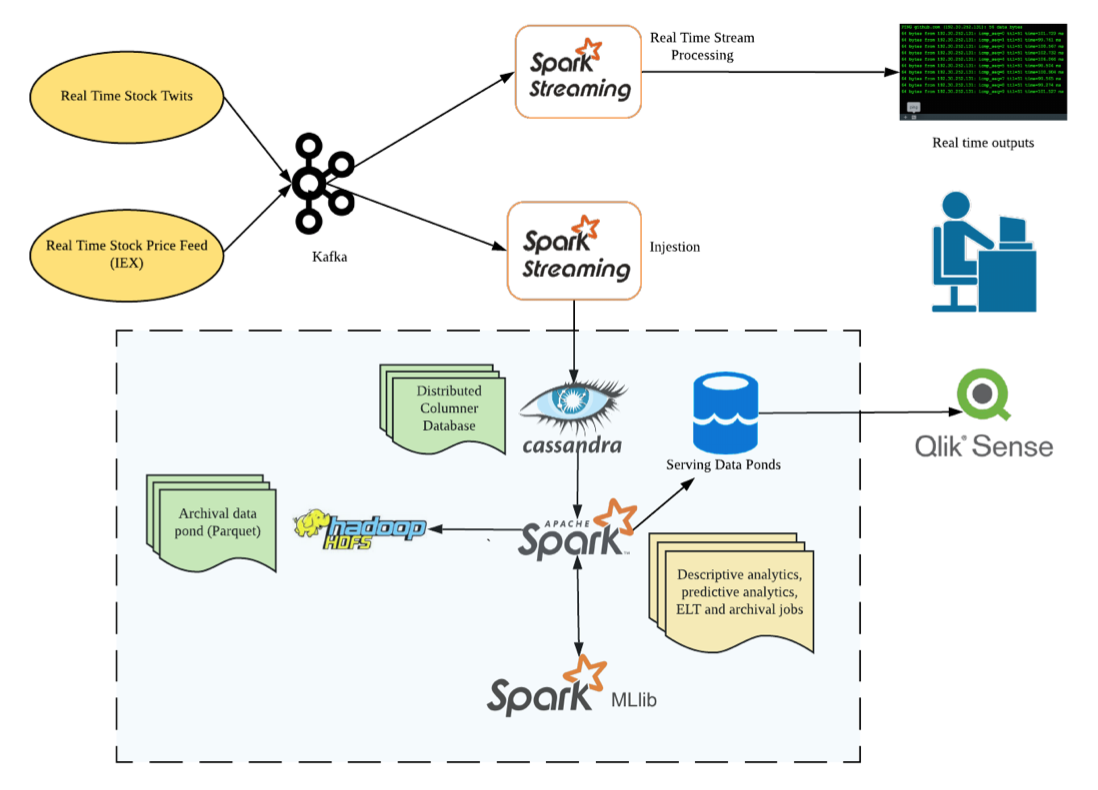 Real Time Stock Twits
Real Time Stock Price Feed
(IEX)
Kafka
Spark
Streaming
Real Time Stream
Processing
Real time outputs
Spark
Streaming
Injestion
Distributed
Columner
Database
cassandra
Serving Data Ponds
Qlik® Sense
Archival data
pond (Parquet)
hadoop
HDFS
APACHE
Spark™
Descriptive analytics,
predictive analytics,
ELT and archival jobs
Spark MLlib